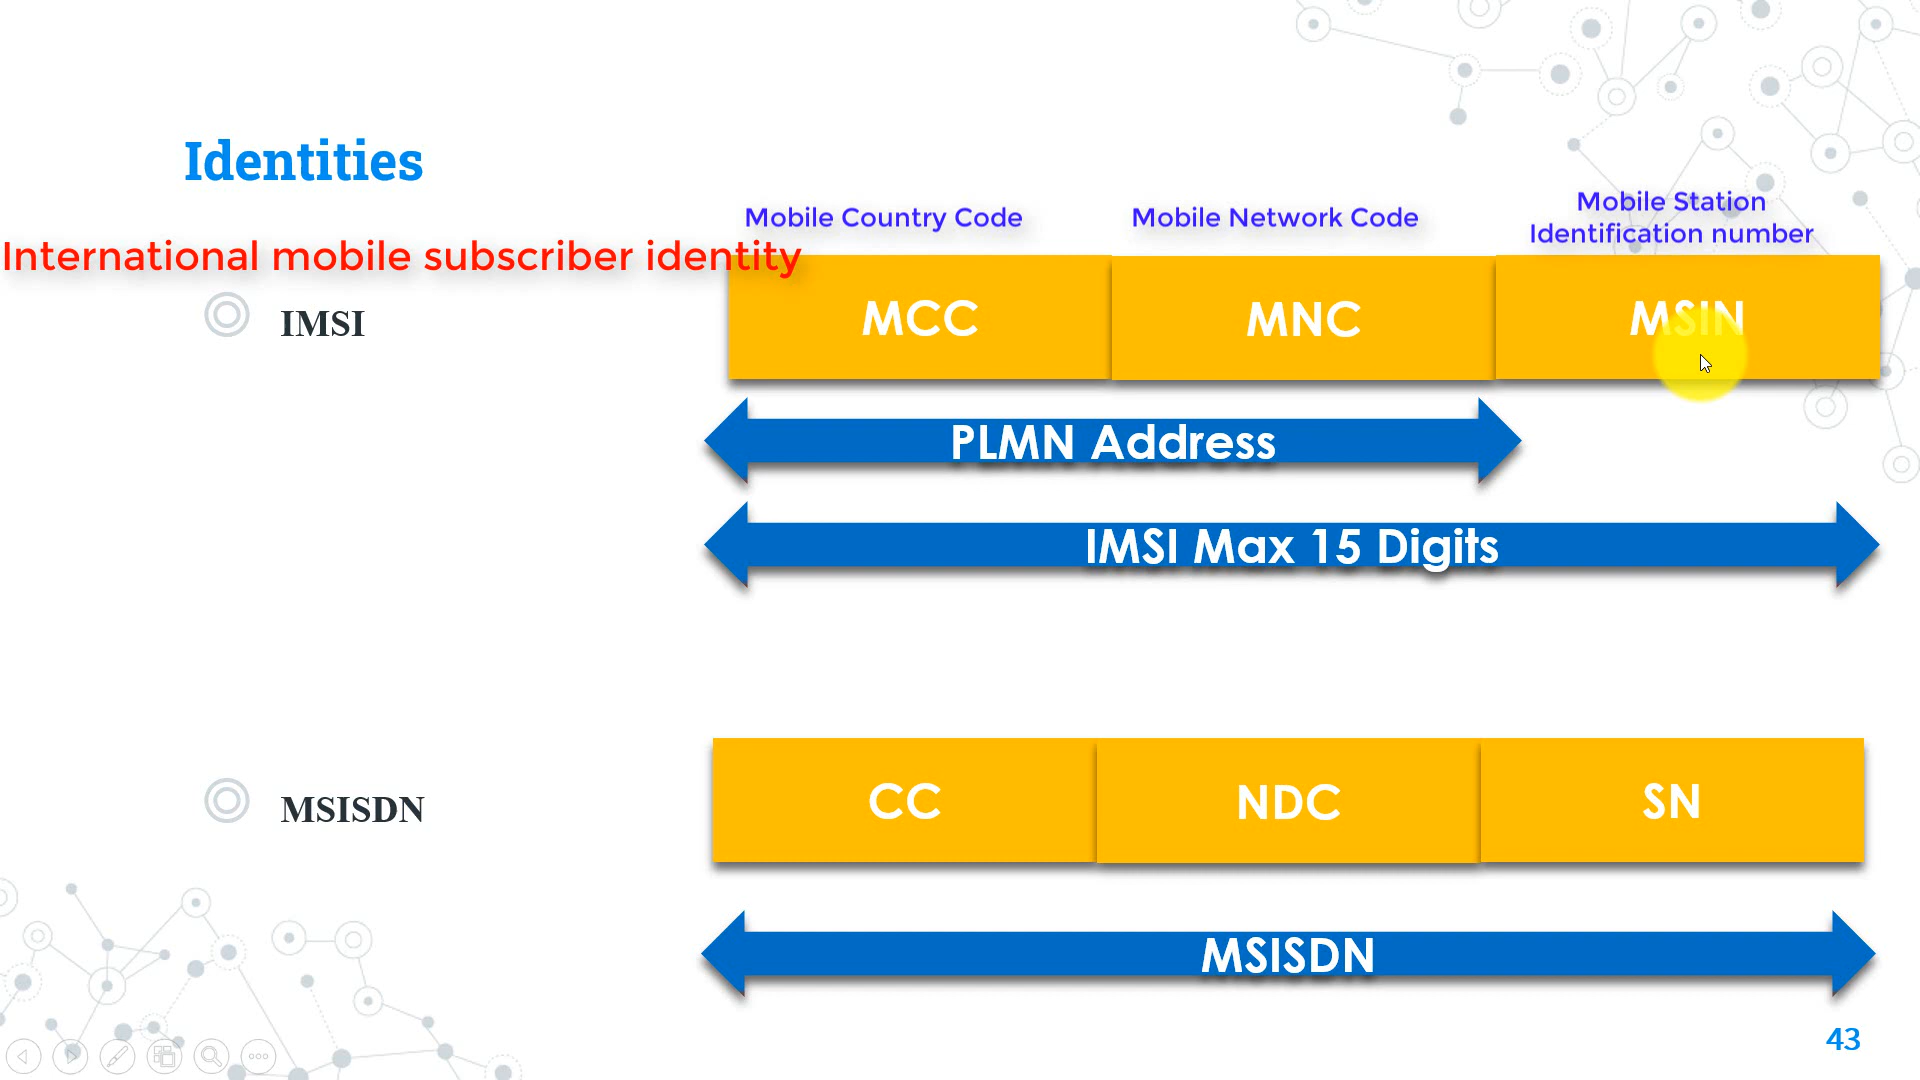 Identities
Mobile Country Code
Mobile Network Code
Mobile Station
Identification number
International mobile subscriber identity
IMSI
MCC
MNC
MSIN
PLMN Address
IMSI Max 15 Digits
MSISDN
CC
NDC
SN
MSISDN
43